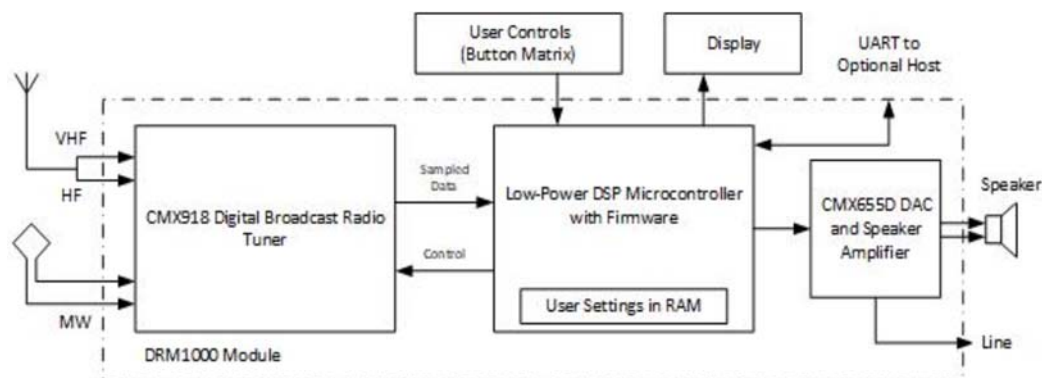 User Controls
(Button Matrix)
Display
UART to
Optional Host
VHF
HF
MW
CMX918 Digital Broadcast Radio
Tuner
Sampled
Data
Control
Low-Power DSP Microcontroller
with Firmware
User Settings in RAM
CMX655D DAC
and Speaker
Amplifier
Speaker
Line
DRM1000 Module